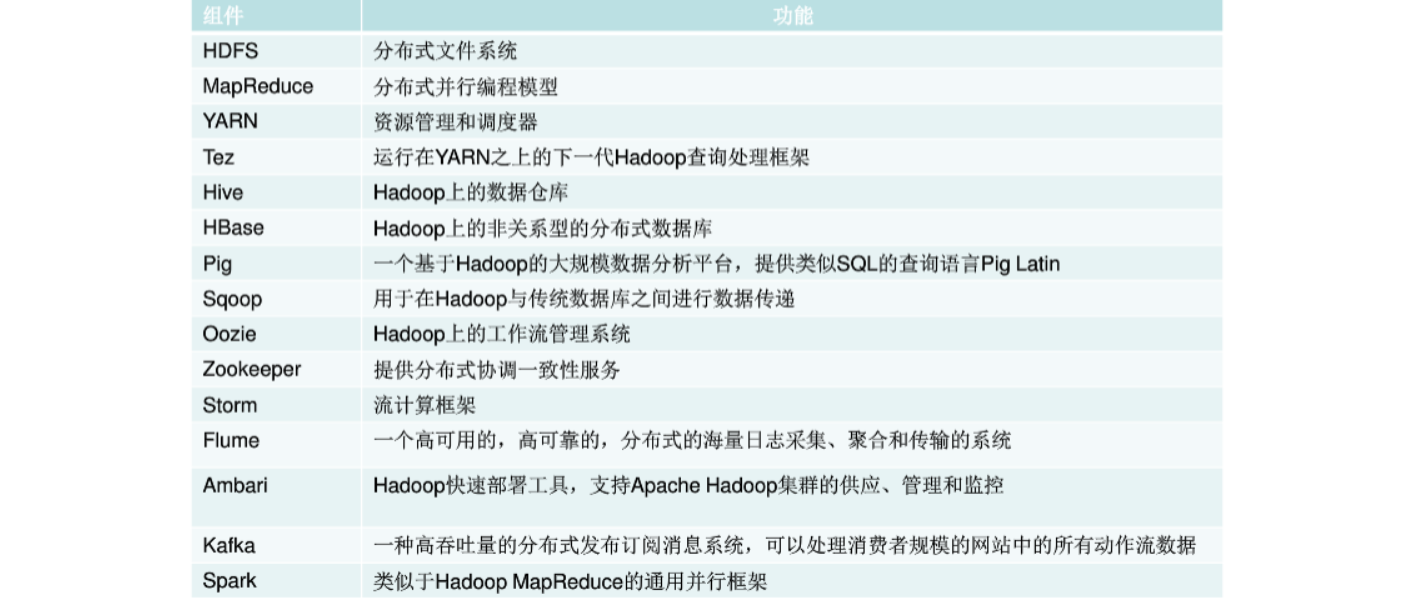 组件 功能
HDFS 分布式文件系统
MapReduce 分布式并行编程模型
YARN 资源管理和调度器
Tez 运行在YARN之上的下一代Hadoop查询处理框架
Hive Hadoop上的数据仓库
HBase Hadoop上的非关系型的分布式数据库
Pig 一个基于Hadoop的大规模数据分析平台，提供类似SQL的查询语言Pig Latin
Sqoop 用于在Hadoop与传统数据库之间进行数据传递
Oozie Hadoop上的工作流管理系统
Zookeeper 提供分布式协调一致性服务
Storm 流计算框架
Flume 一个高可用的，高可靠的，分布式的海量日志采集、聚合和传输的系统
Ambari Hadoop快速部署工具，支持Apache Hadoop集群的供应、管理和监控
Kafka 一种高吞吐量的分布式发布订阅消息系统，可以处理消费者规模的网站中的所有动作流数据
Spark 类似于Hadoop MapReduce的通用并行框架